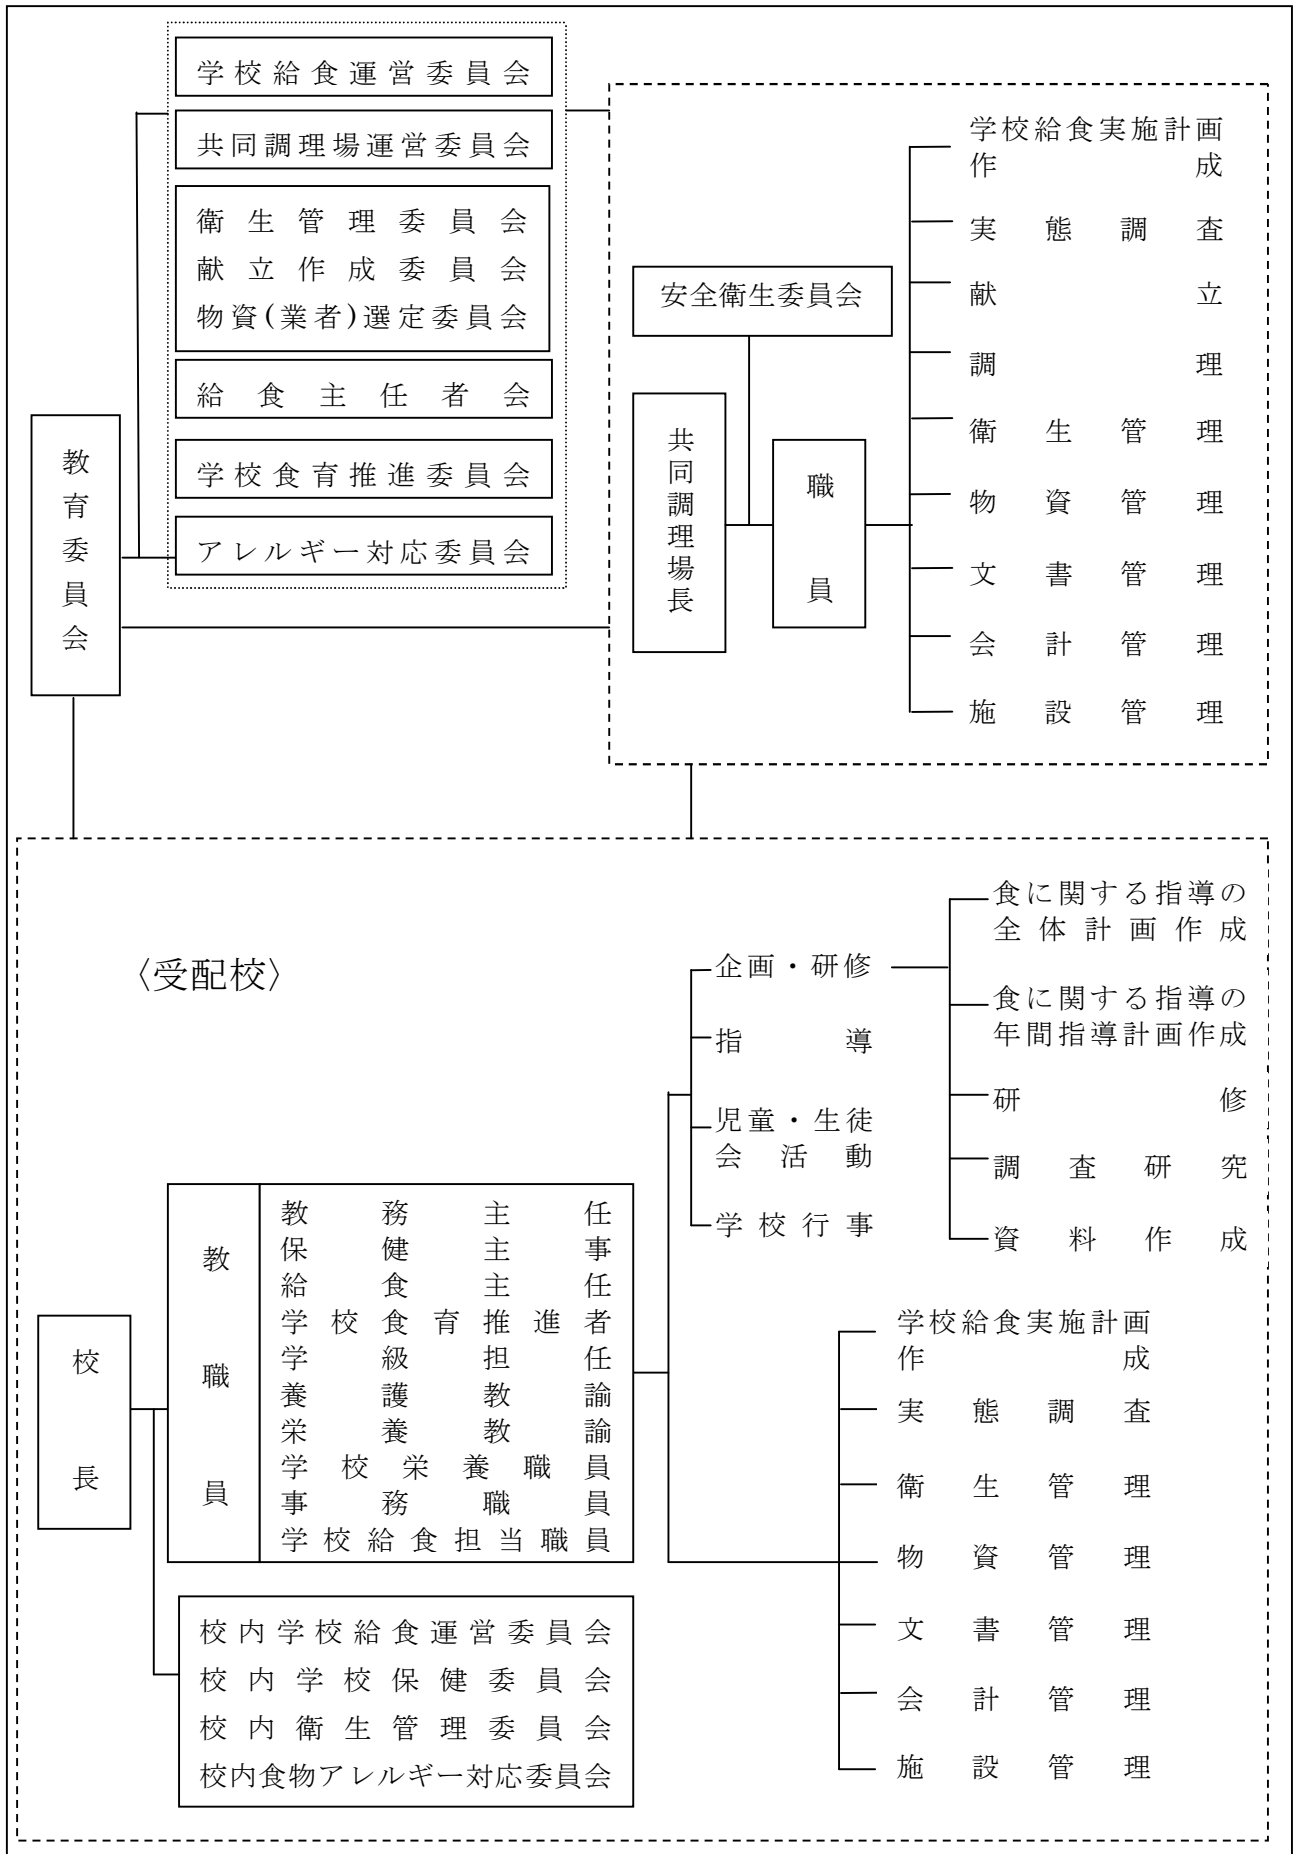 学校給食運営委員会
共同調理場運営委員会
衛生管理委員会
献立作成委員会
物資(業者)選定委員会
給食主任者会
学校食育推進委員会
アレルギー対応委員会
教育委員会
安全衛生委員会
共同調理場長
職員
学校給食実施計画
作成
実態調査
献立
調理
衛生管理
物資管理
文書管理
会計管理
施設管理
〈受配校〉
校長
教職員
教務主任
保健主事
給食主任
学校食育推進者
学級担任
養護教諭
栄養教諭
学校栄養職員
事務職員
学校給食担当職員
校内学校給食運営委員会
校内学校保健委員会
校内衛生管理委員会
校内食物アレルギー対応委員会
企画・研修
指導
児童・生徒
会活動
学校行事
食に関する指導の
全体計画作成
食に関する指導の
年間指導計画作成
研修
調査研究
資料作成
学校給食実施計画
作成
実態調査
衛生管理
物資管理
文書管理
会計管理
施設管理